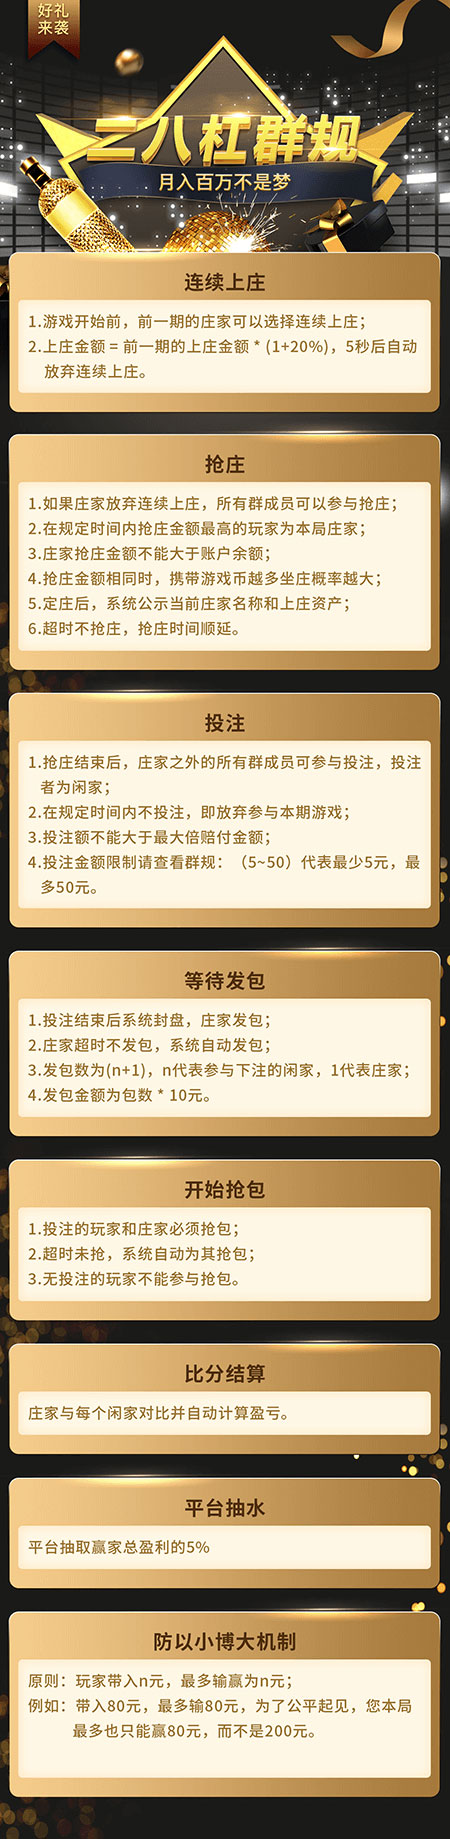 好礼
来袭
二八杠群规
月入百万不是梦
连续上庄
1.游戏开始前，前一期的庄家可以选择连续上庄；
2.上庄金额 = 前一期的上庄金额 * (1+20%)，5秒后自动
放弃连续上庄。
抢庄
1.如果庄家放弃连续上庄，所有群成员可以参与抢庄；
2.在规定时间内抢庄金额最高的玩家为本局庄家；
3.庄家抢庄金额不能大于账户余额；
4.抢庄金额相同时，携带游戏币越多坐庄概率越大；
5.定庄后，系统公示当前庄家名称和上庄资产；
6.超时不抢庄，抢庄时间顺延。
投注
1.抢庄结束后，庄家之外的所有群成员可参与投注，投注
者为闲家；
2.在规定时间内不投注，即放弃参与本期游戏；
3.投注额不能大于最大倍赔付金额；
4.投注金额限制请查看群规：（5~50）代表最少5元，最
多50元。
等待发包
1.投注结束后系统封盘，庄家发包；
2.庄家超时不发包，系统自动发包；
3.发包数为(n+1)，n代表参与下注的闲家，1代表庄家；
4.发包金额为包数 * 10元。
开始抢包
1.投注的玩家和庄家必须抢包；
2.超时未抢，系统自动为其抢包；
3.无投注的玩家不能参与抢包。
比分结算
庄家与每个闲家对比并自动计算盈亏。
平台抽水
平台抽取赢家总盈利的5%
防以小博大机制
原则：玩家带入n元，最多输赢为n元；
例如：带入80元，最多输80元，为了公平起见，您本局
最多也只能赢80元，而不是200元。